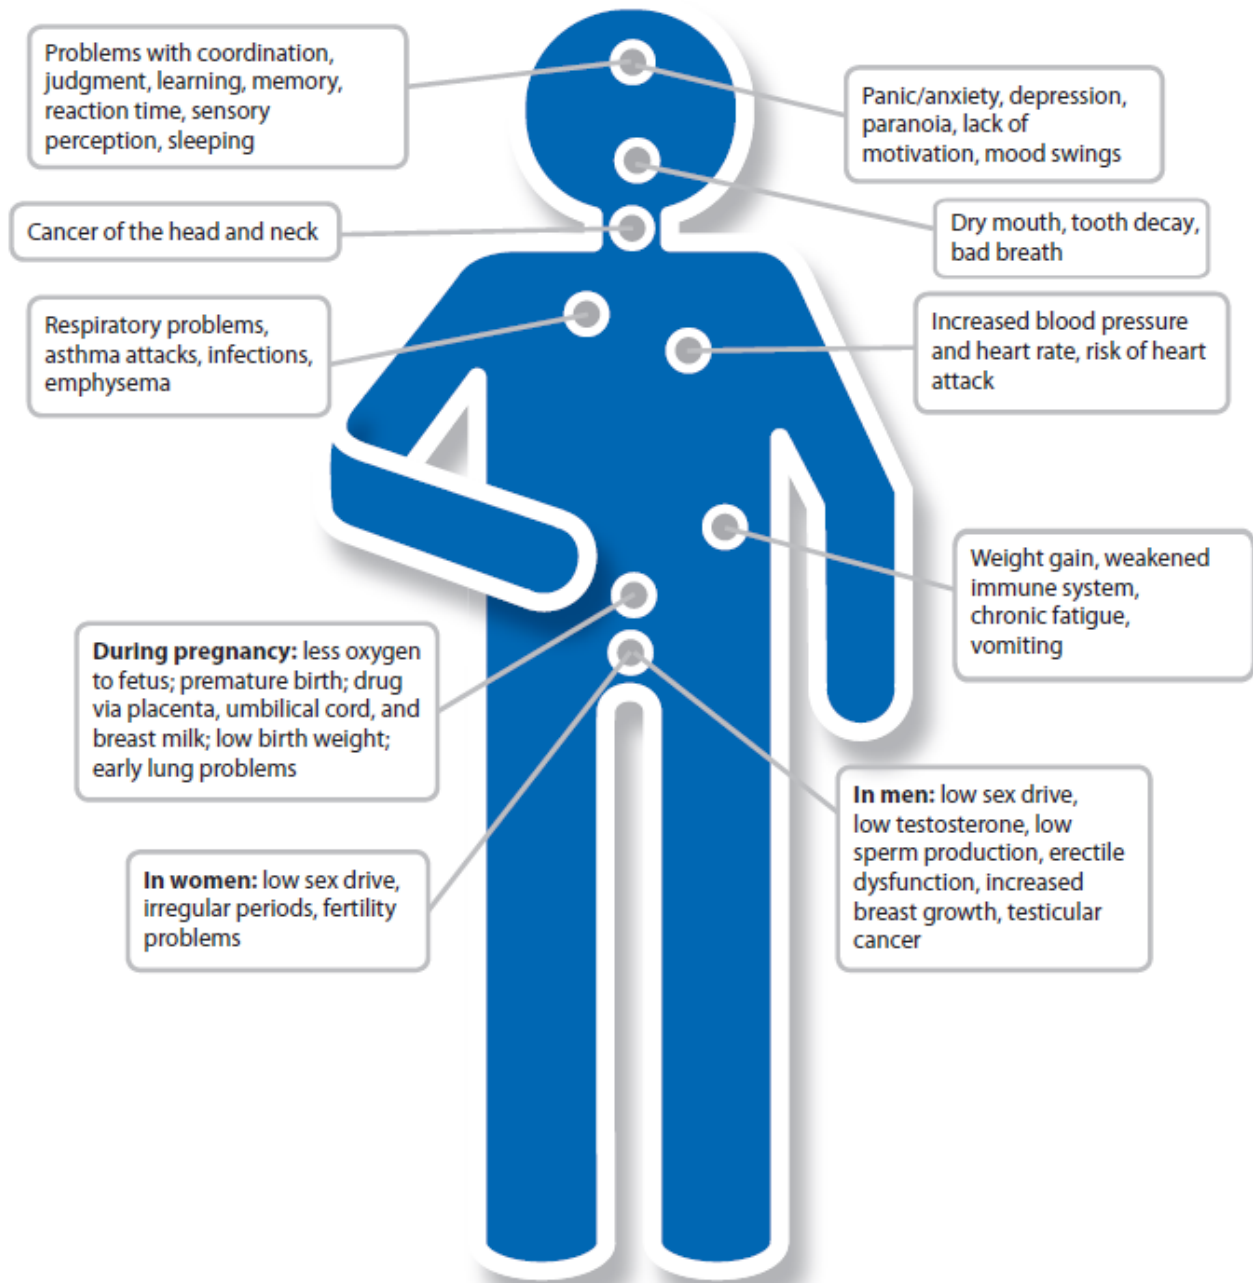 Problems with coordination,
judgment, learning, memory,
reaction time, sensory
perception, sleeping
Panic/anxiety, depression,
paranoia, lack of
motivation, mood swings
Cancer of the head and neck
Dry mouth, tooth decay,
bad breath
Respiratory problems,
asthma attacks, infections,
emphysema
Increased blood pressure
and heart rate, risk of heart
attack
Weight gain, weakened
immune system,
chronic fatigue,
vomiting
During pregnancy: less oxygen
to fetus; premature birth; drug
via placenta, umbilical cord, and
breast milk; low birth weight;
early lung problems
In men: low sex drive,
low testosterone, low
sperm production, erectile
dysfunction, increased
breast growth, testicular
cancer
In women: low sex drive,
irregular periods, fertility
problems